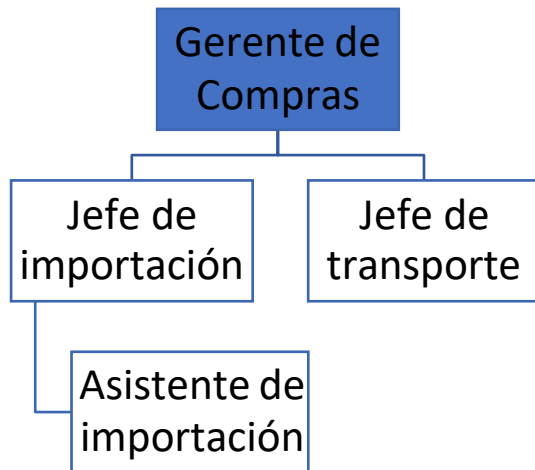 Gerente de
Compras
Jefe de
importación
Jefe de
transporte
Asistente de
importación